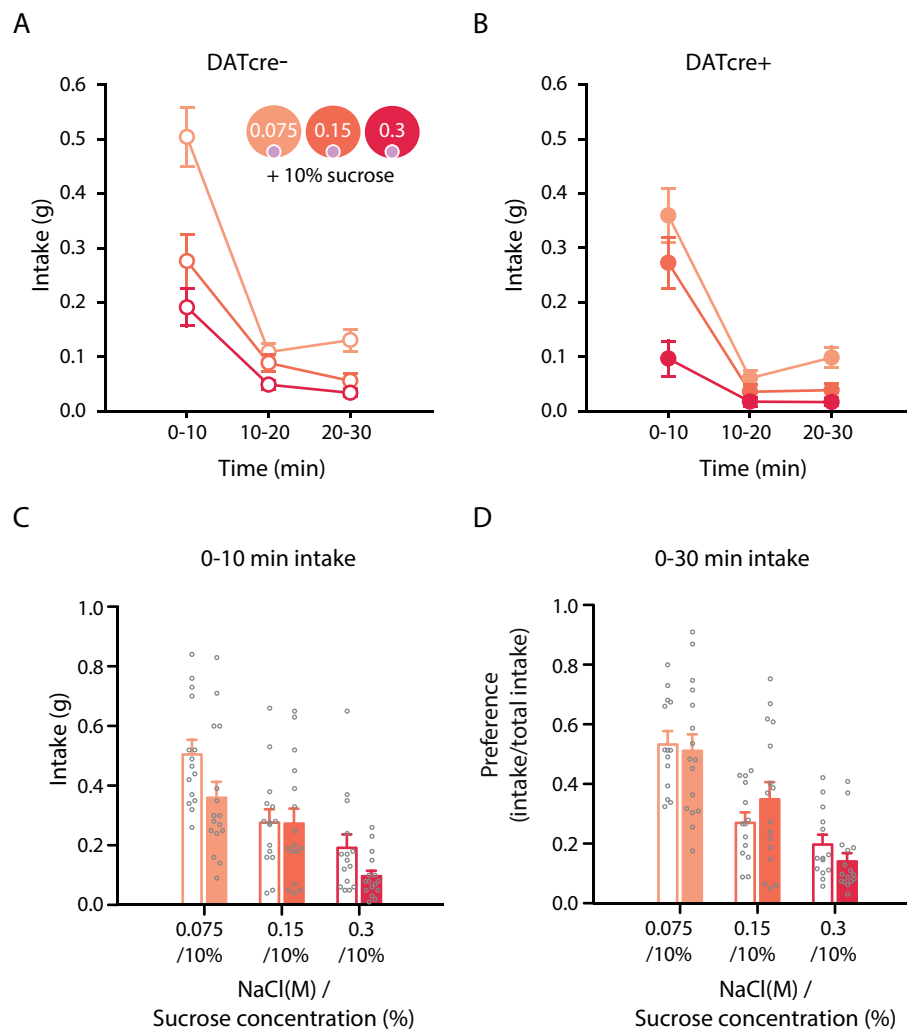 A
DATcre-
Intake (g)
0.6
0.5
0.4
0.3
0.2
0.1
0.0
0.075 0.15 0.3
+ 10% sucrose
0-10 10-20 20-30
Time (min)
B
DATcre+
Intake (g)
0.6
0.5
0.4
0.3
0.2
0.1
0.0
0-10 10-20 20-30
Time (min)
C
0-10 min intake
Intake (g)
1.0
0.8
0.6
0.4
0.2
0.0
0.075 0.15 0.3
/10% /10% /10%
NaCl(M) /
Sucrose concentration (%)
D
0-30 min intake
Preference
(intake/total intake)
1.0
0.8
0.6
0.4
0.2
0.0
0.075 0.15 0.3
/10% /10% /10%
NaCl(M) /
Sucrose concentration (%)